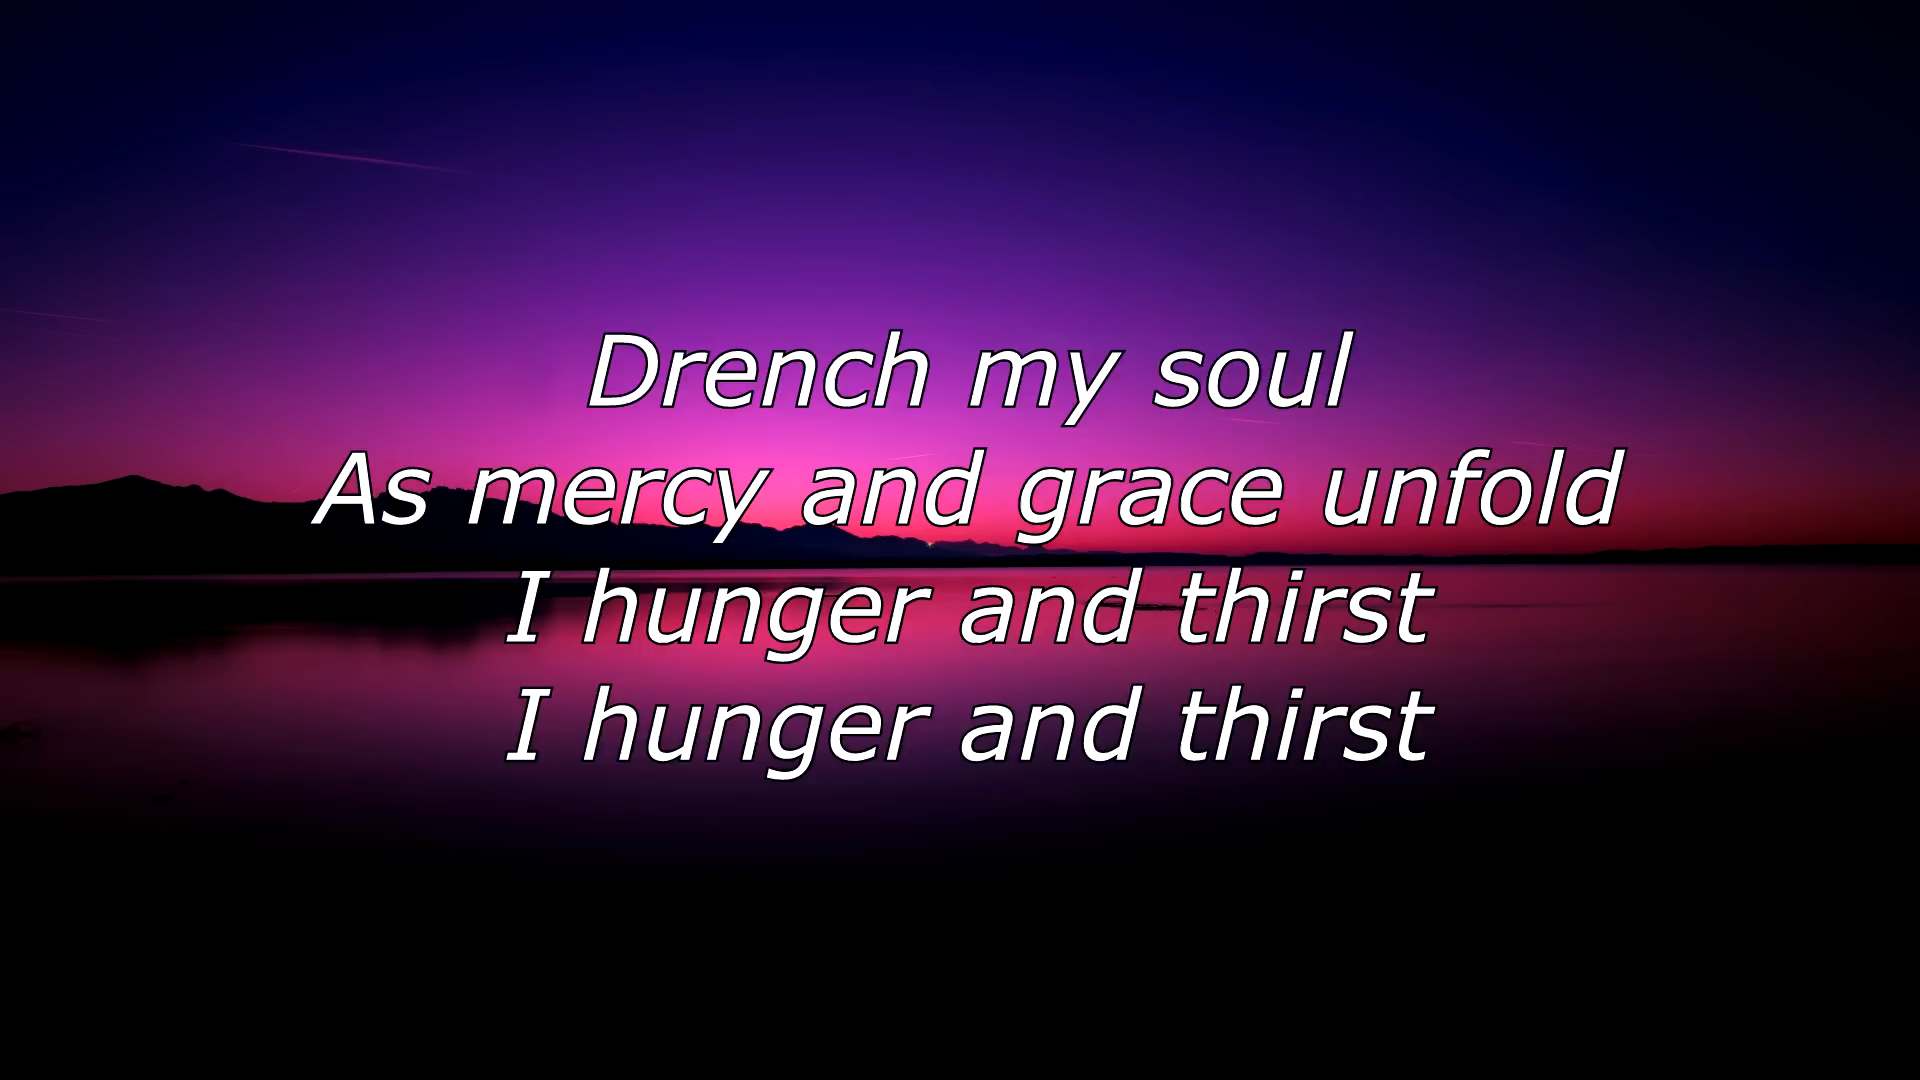 Drench my soul
As mercy and grace unfold
I hunger and thirst
I hunger and thirst